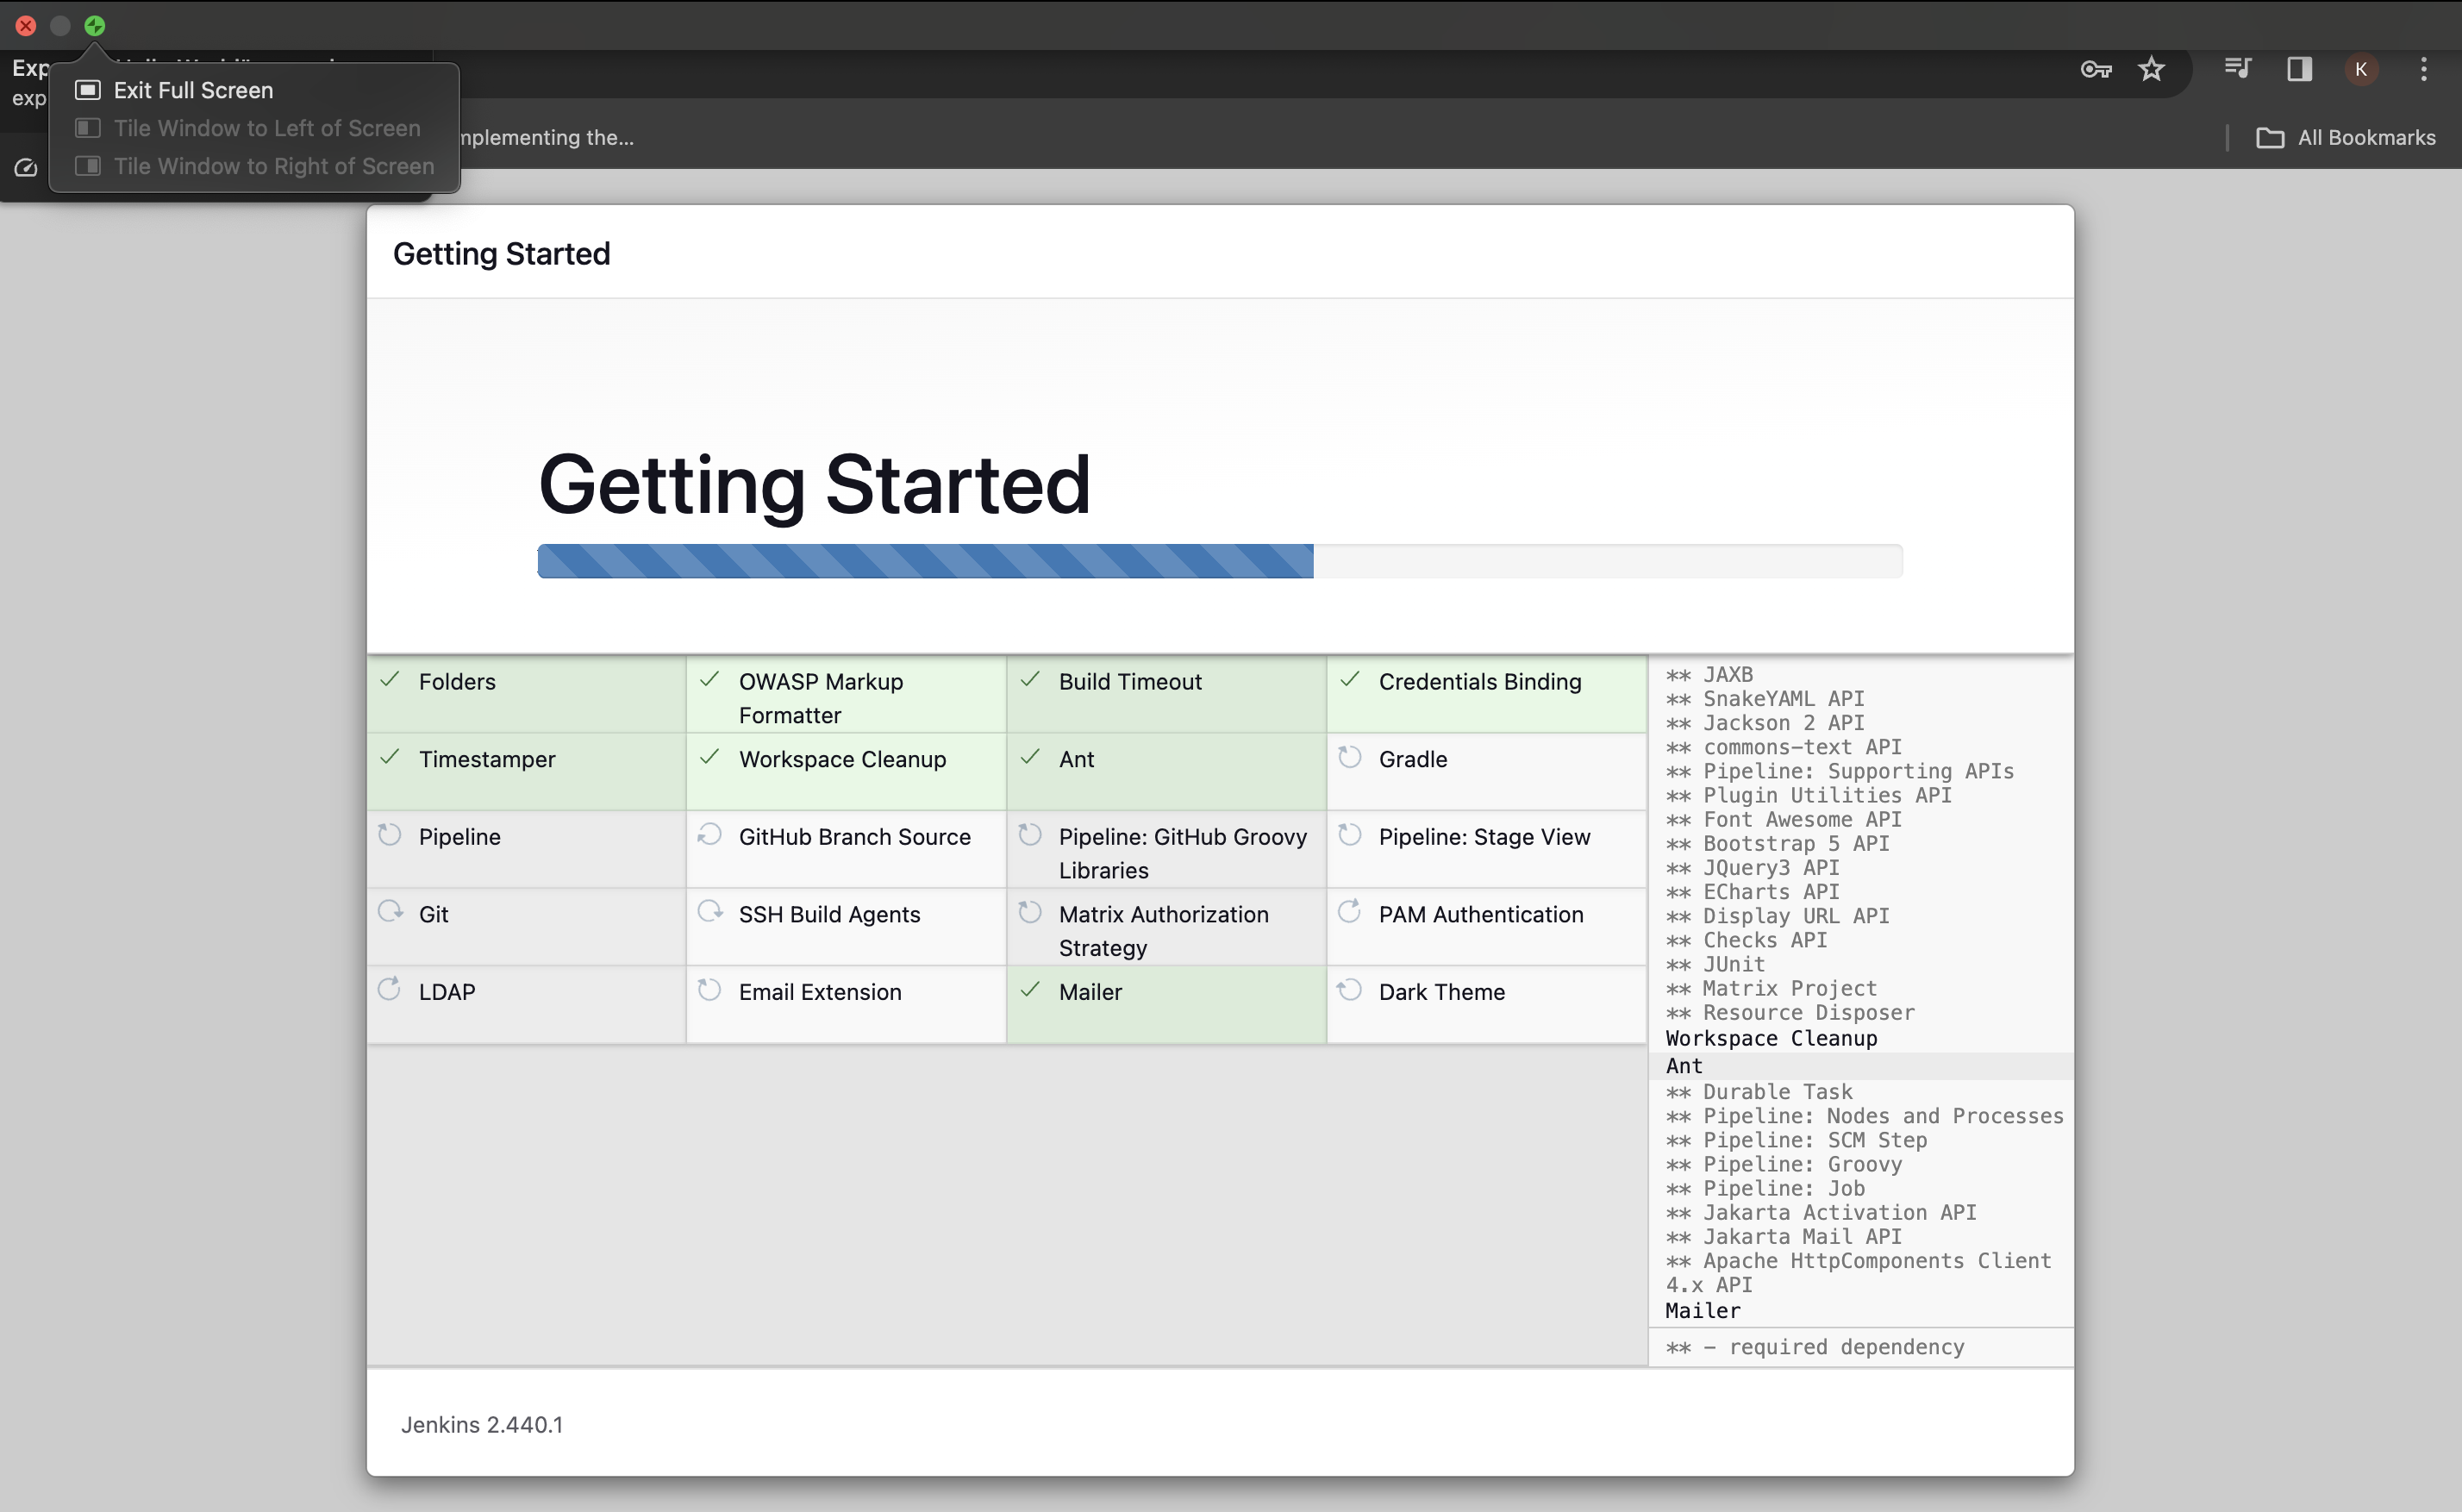 Exp
exp
Exit Full Screen
Tile Window to Left of Screen
Tile Window to Right of Screen
mplementing the...
All Bookmarks
K
Getting Started
Getting Started
Folders
OWASP Markup
Formatter
Build Timeout
Credentials Binding
Timestamper
Workspace Cleanup
Ant
Gradle
Pipeline
GitHub Branch Source
Pipeline: GitHub Groovy
Libraries
Pipeline: Stage View
Git
SSH Build Agents
Matrix Authorization
Strategy
PAM Authentication
LDAP
Email Extension
Mailer
Dark Theme
** JAXB
** SnakeYAML API
** Jackson 2 API
** commons-text API
** Pipeline: Supporting APIs
** Plugin Utilities API
** Font Awesome API
** Bootstrap 5 API
** JQuery3 API
** ECharts API
** Display URL API
** Checks API
** JUnit
** Matrix Project
** Resource Disposer
Workspace Cleanup
Ant
** Durable Task
** Pipeline: Nodes and Processes
** Pipeline: SCM Step
** Pipeline: Groovy
** Pipeline: Job
** Jakarta Activation API
** Jakarta Mail API
** Apache HttpComponents Client
4.x API
Mailer
** - required dependency
Jenkins 2.440.1